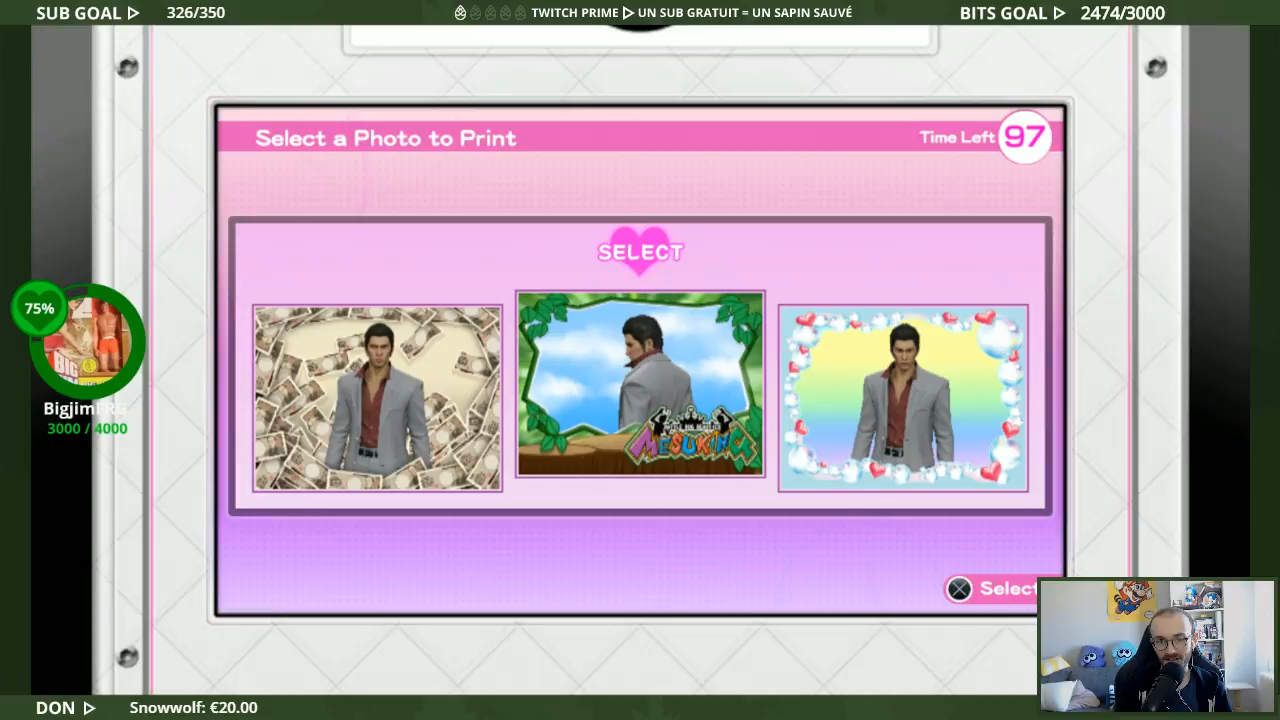 SUB GOAL 326/350
TWITCH PRIME UN SUB GRATUIT = UN SAPIN SAUVÉ
BITS GOAL 2474/3000
Select a Photo to Print
Time Left 97
SELECT
MESUKING
75%
BIG
3000 / 4000
Select
DON Snowwolf: €20.00